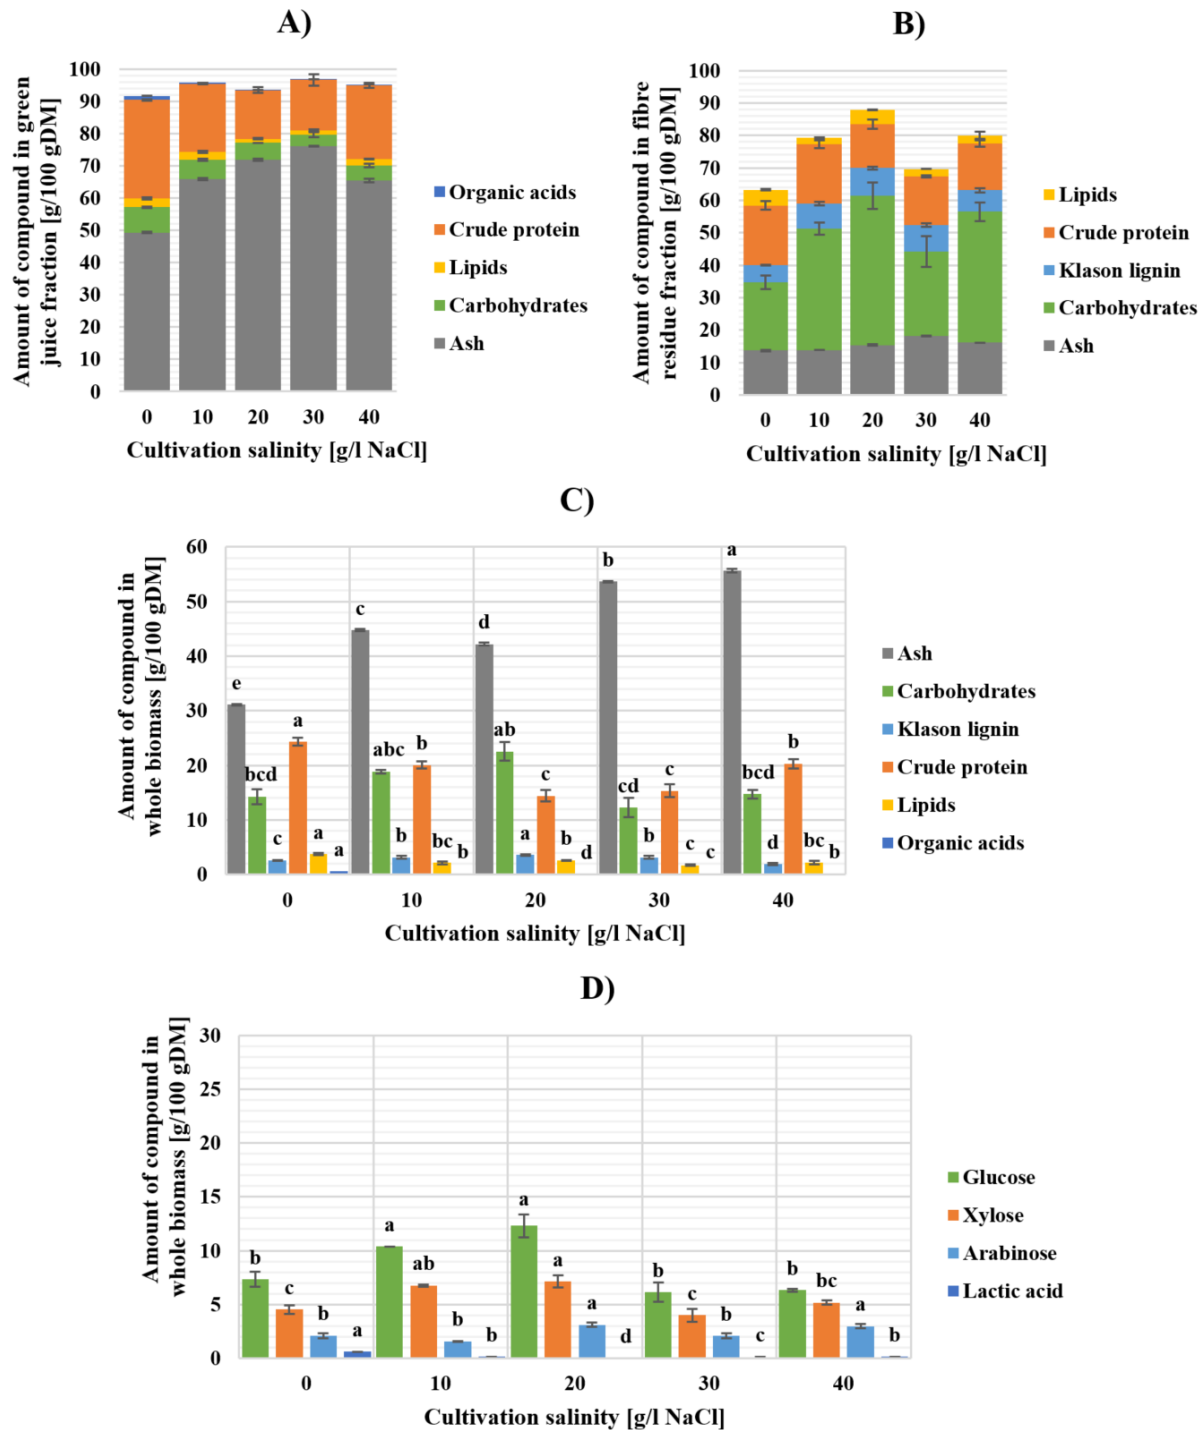 A)
Amount of compound in green
juice fraction [g/100 gDM]
100
90
80
70
60
50
40
30
20
10
0
0 10 20 30 40
Cultivation salinity [g/l NaCl]
Organic acids
Crude protein
Lipids
Carbohydrates
Ash
B)
Amount of compound in fibre
residue fraction [g/100 gDM]
100
90
80
70
60
50
40
30
20
10
0
0 10 20 30 40
Cultivation salinity [g/l NaCl]
Lipids
Crude protein
Klason lignin
Carbohydrates
Ash
C)
Amount of compound in
whole biomass [g/100 gDM]
60
50
40
30
20
10
0
e bcd c a a a
c abc b b bc b
d ab a c b d
b cd b c c c
a bcd d b bc b
0 10 20 30 40
Cultivation salinity [g/l NaCl]
Ash
Carbohydrates
Klason lignin
Crude protein
Lipids
Organic acids
D)
Amount of compound in
whole biomass [g/100 gDM]
30
25
20
15
10
5
0
b c b a
a ab b b
a a a d
b c b c
b bc a b
0 10 20 30 40
Cultivation salinity [g/l NaCl]
Glucose
Xylose
Arabinose
Lactic acid